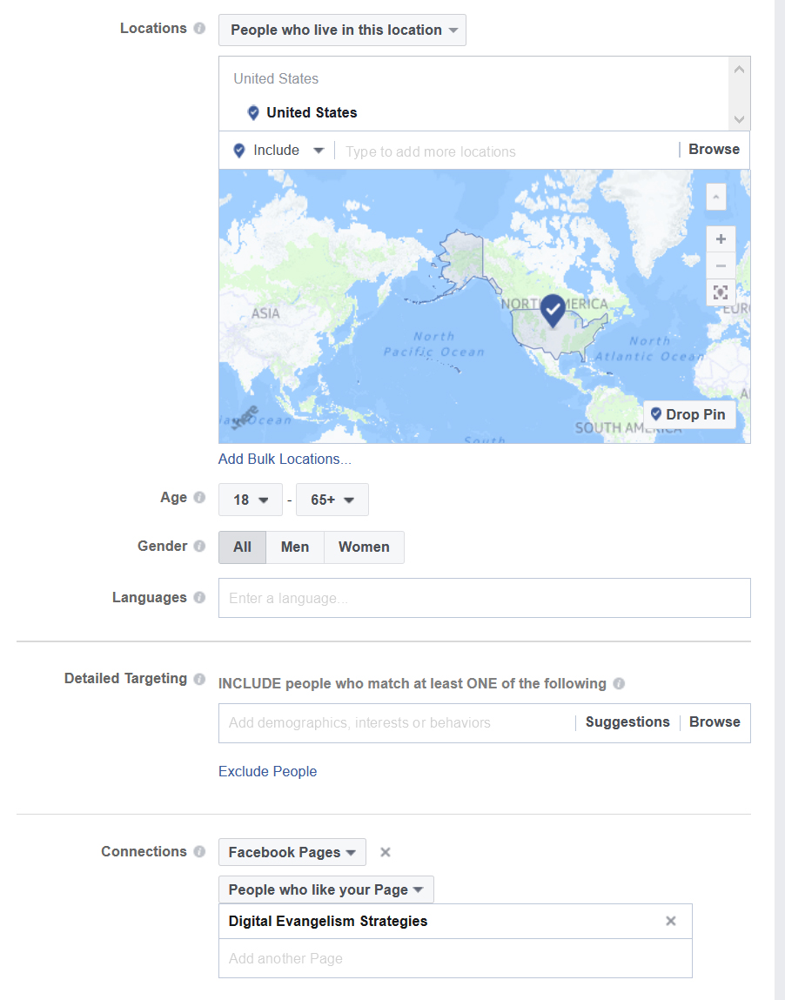 Locations
People who live in this location
United States
United States
Include
Type to add more locations
Browse
ASIA
NORTH AMERICA
North
Pacific Ocean
North
Atlantic Ocean
here
SOUTH AMERICA
South
Drop Pin
Add Bulk Locations...
Age
18 - 65+
Gender
All Men Women
Languages
Enter a language...
Detailed Targeting
INCLUDE people who match at least ONE of the following
Add demographics, interests or behaviors
Suggestions
Browse
Exclude People
Connections
Facebook Pages
People who like your Page
Digital Evangelism Strategies
Add another Page